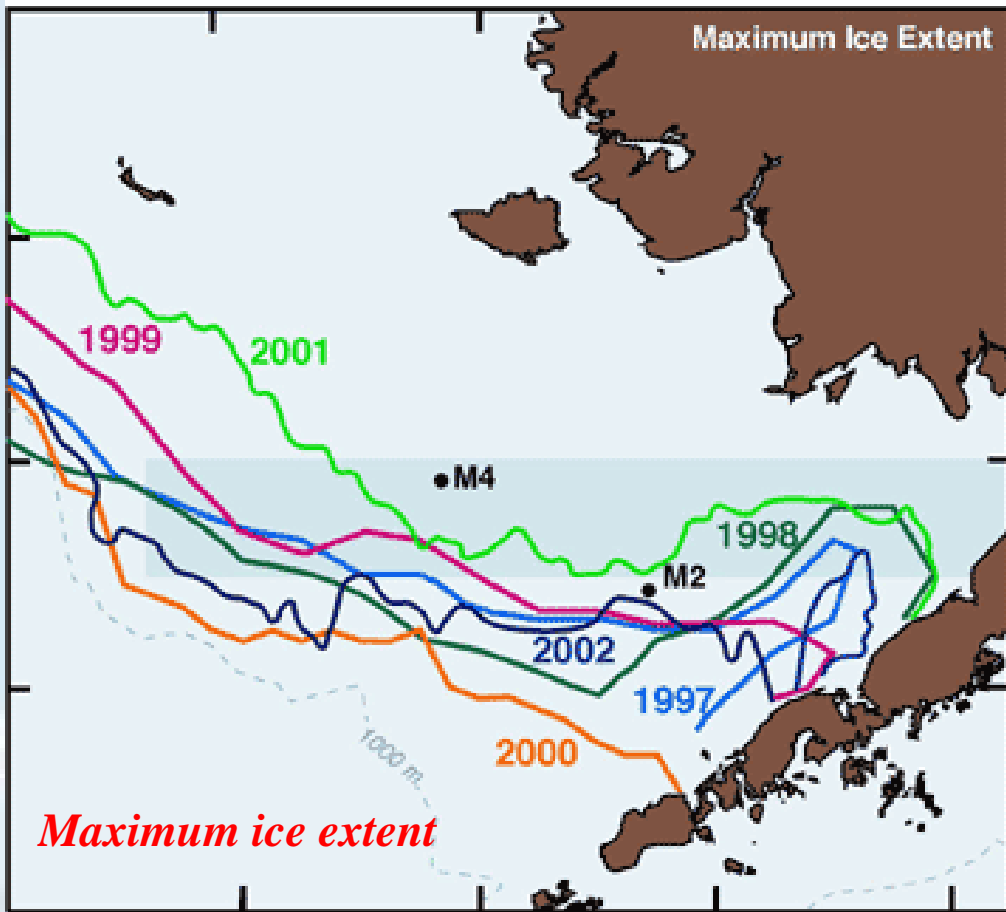 Maximum Ice Extent
1999
2001
M4
1998
M2
2002
1997
2000
1000 m.
Maximum ice extent